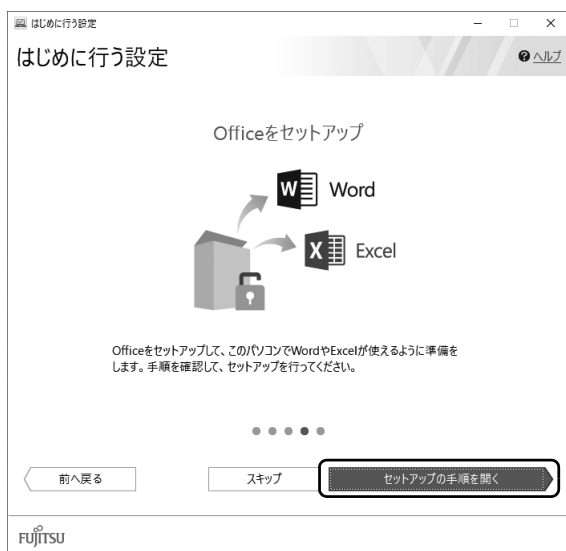 はじめに行う設定
はじめに行う設定
ヘルプ
Officeをセットアップ
W Word
X Excel
Officeをセットアップして、このパソコンでWordやExcelが使えるように準備を
します。手順を確認して、セットアップを行ってください。
前へ戻る
スキップ
セットアップの手順を開く
FUJITSU